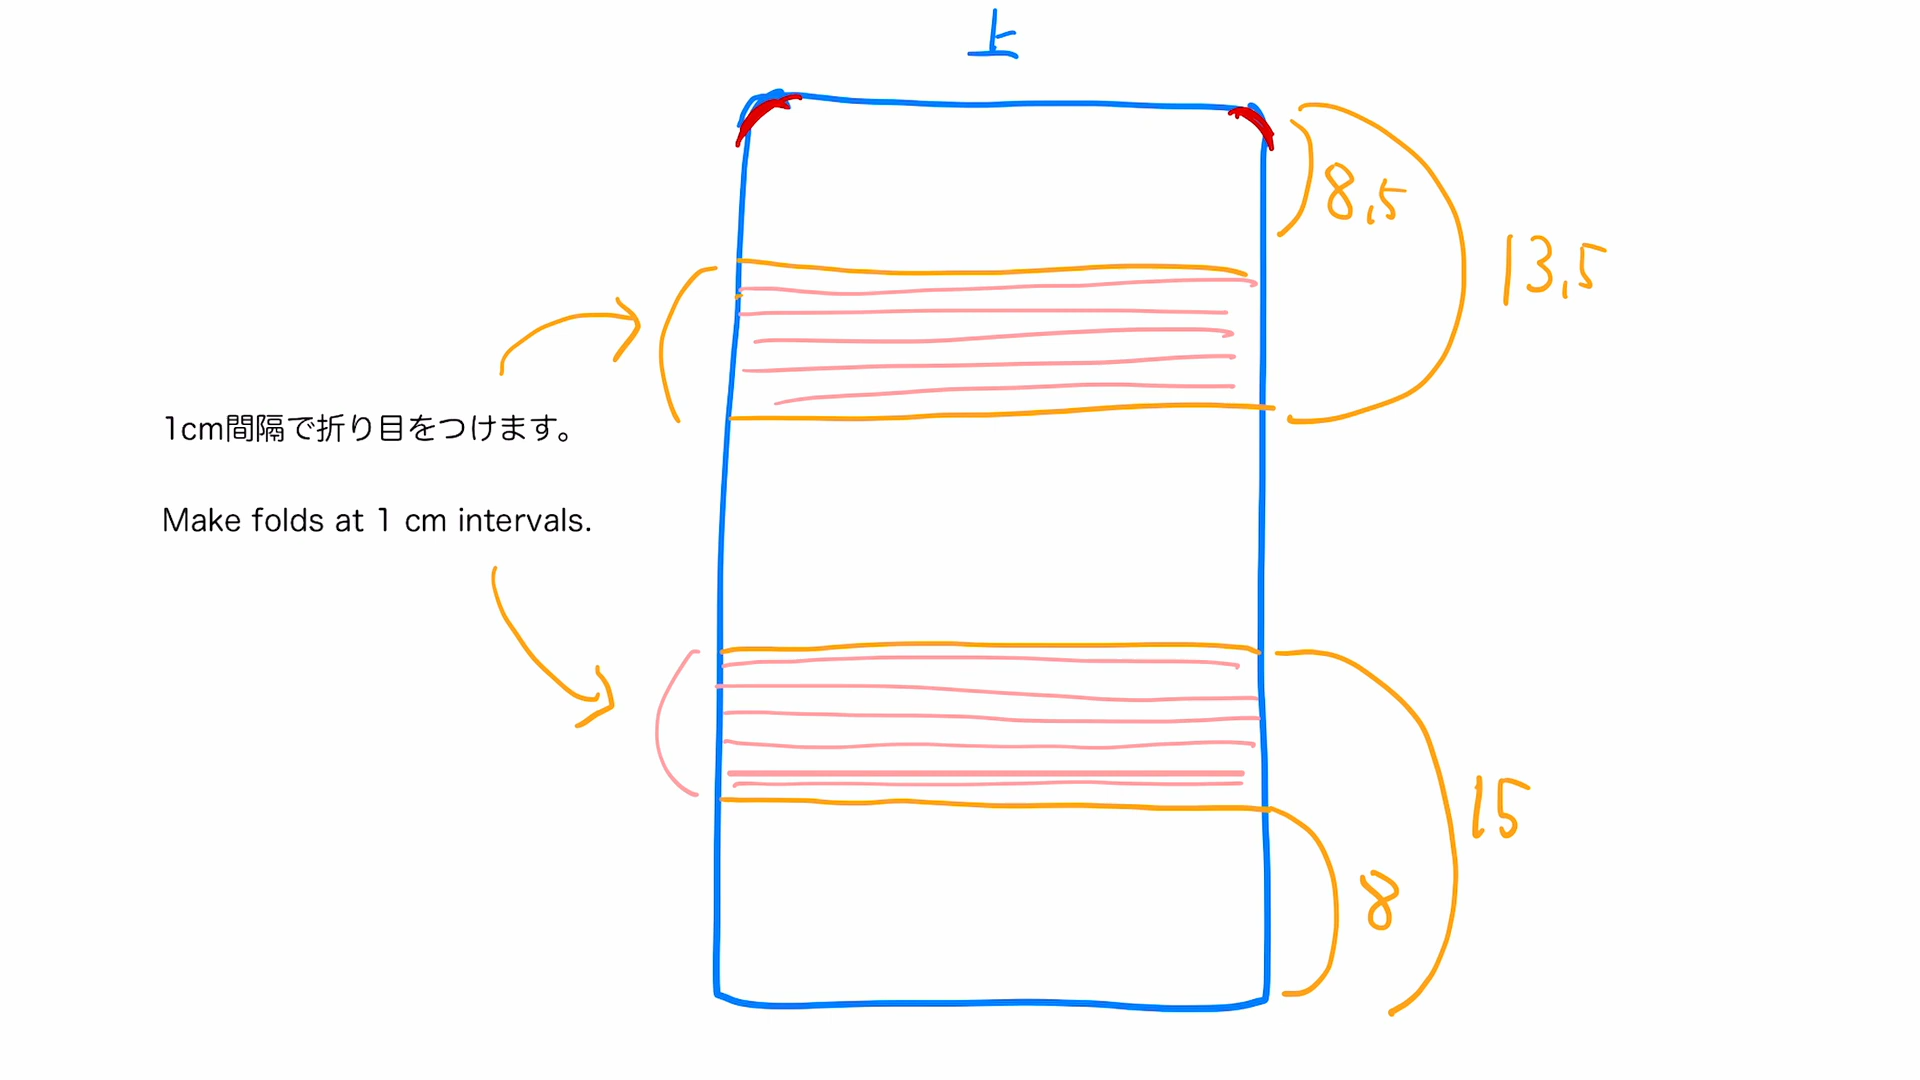 上
8,5
13,5
1cm間隔で折り目をつけます。
Make folds at 1 cm intervals.
15
8